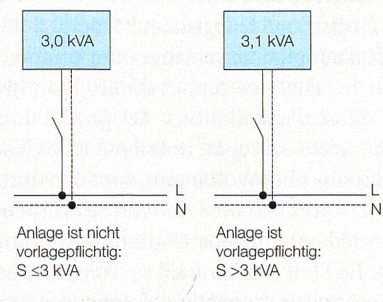 3,0 kVA
3,1 kVA
L
N
L
N
Anlage ist nicht
vorlagepflichtig:
S ≤3 kVA
Anlage ist
vorlagepflichtig:
S >3 kVA